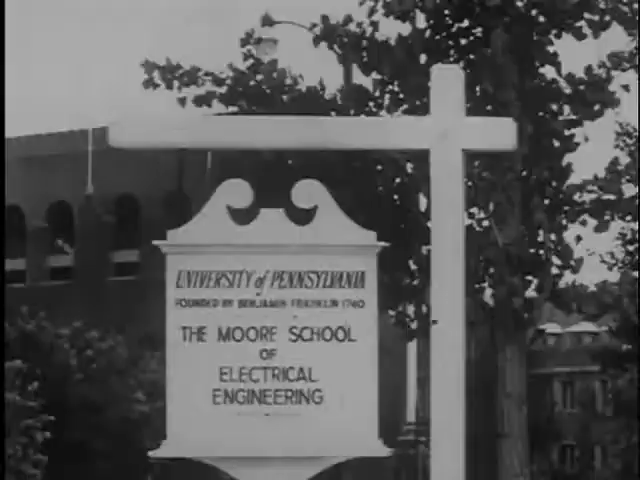 UNIVERSITY of PENNSYLVANIA
FOUNDED BY BENJAMIN FRANKLIN 1740
THE MOORE SCHOOL
OF
ELECTRICAL
ENGINEERING